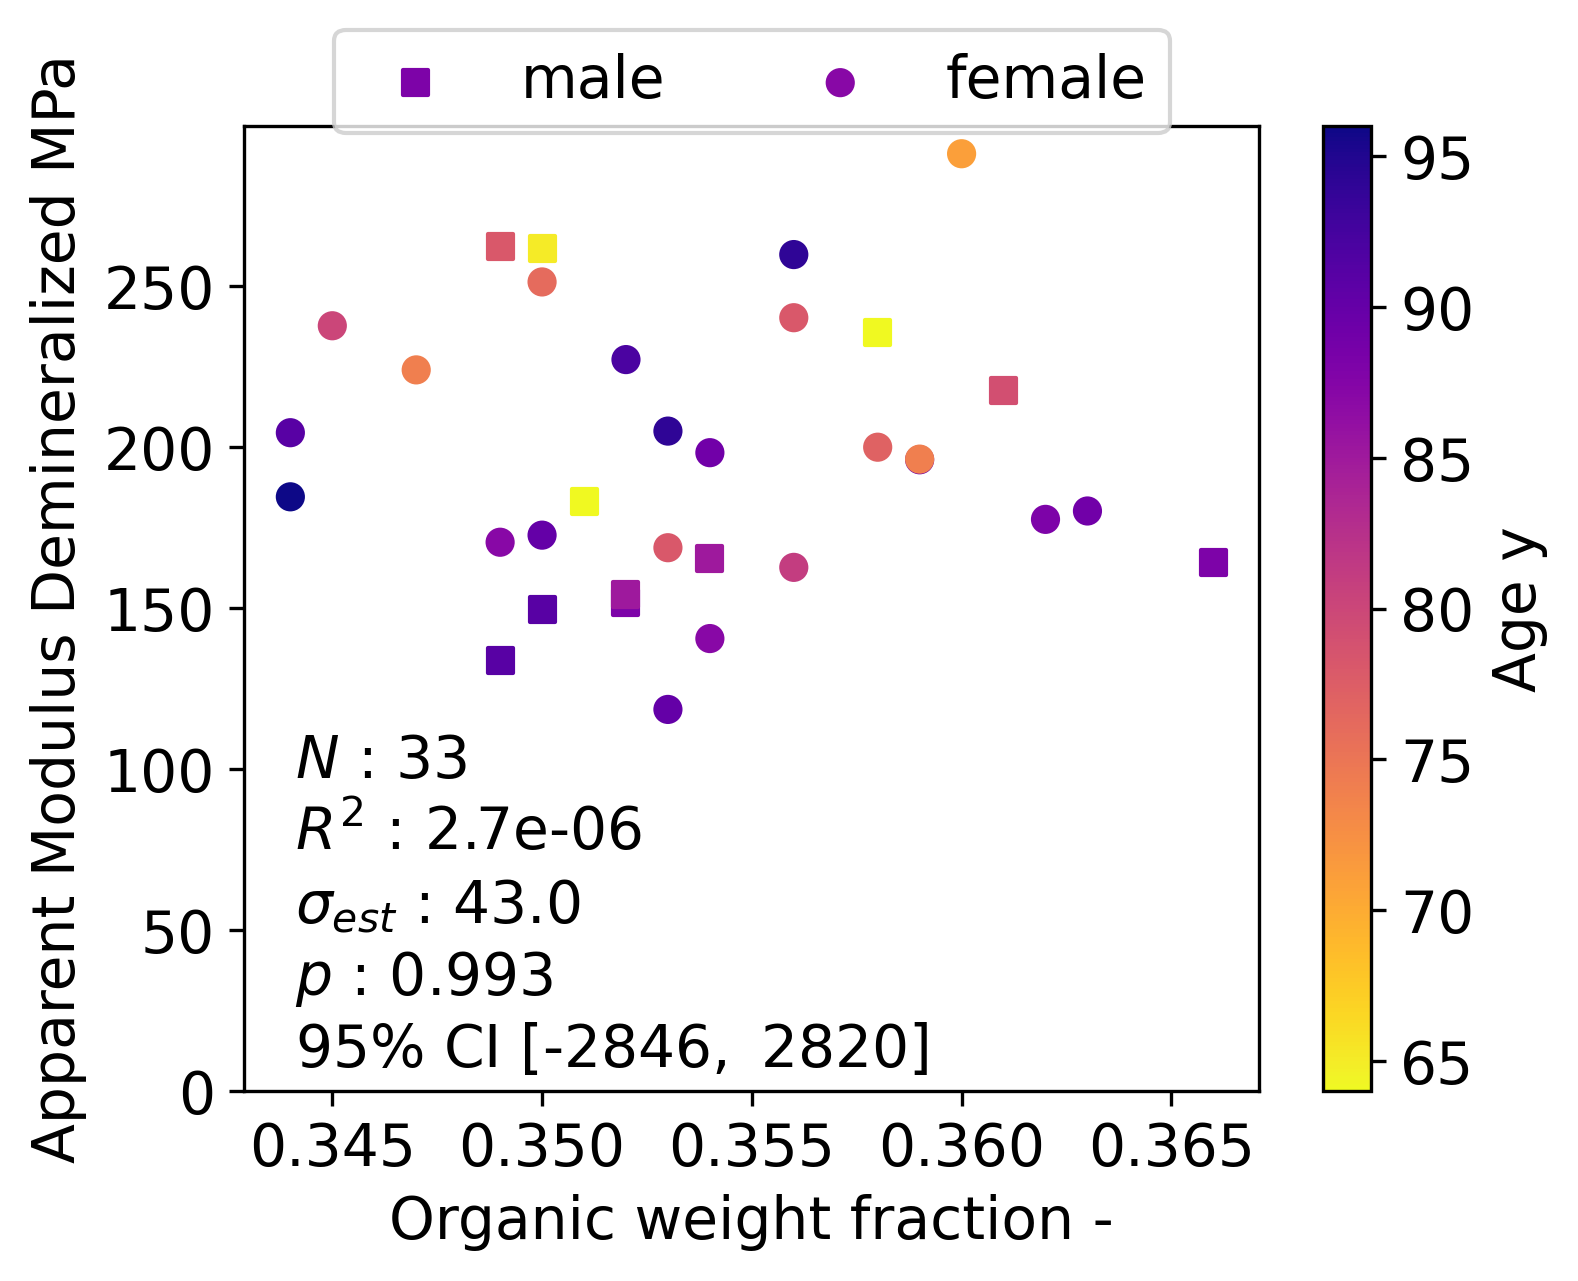 male
female
Apparent Modulus Demineralized MPa
250
200
150
100
50
0
N : 33
R² : 2.7e-06
σest : 43.0
p : 0.993
95% CI [-2846, 2820]
0.345
0.350
0.355
0.360
0.365
Organic weight fraction -
95
90
85
80
75
70
65
Age y